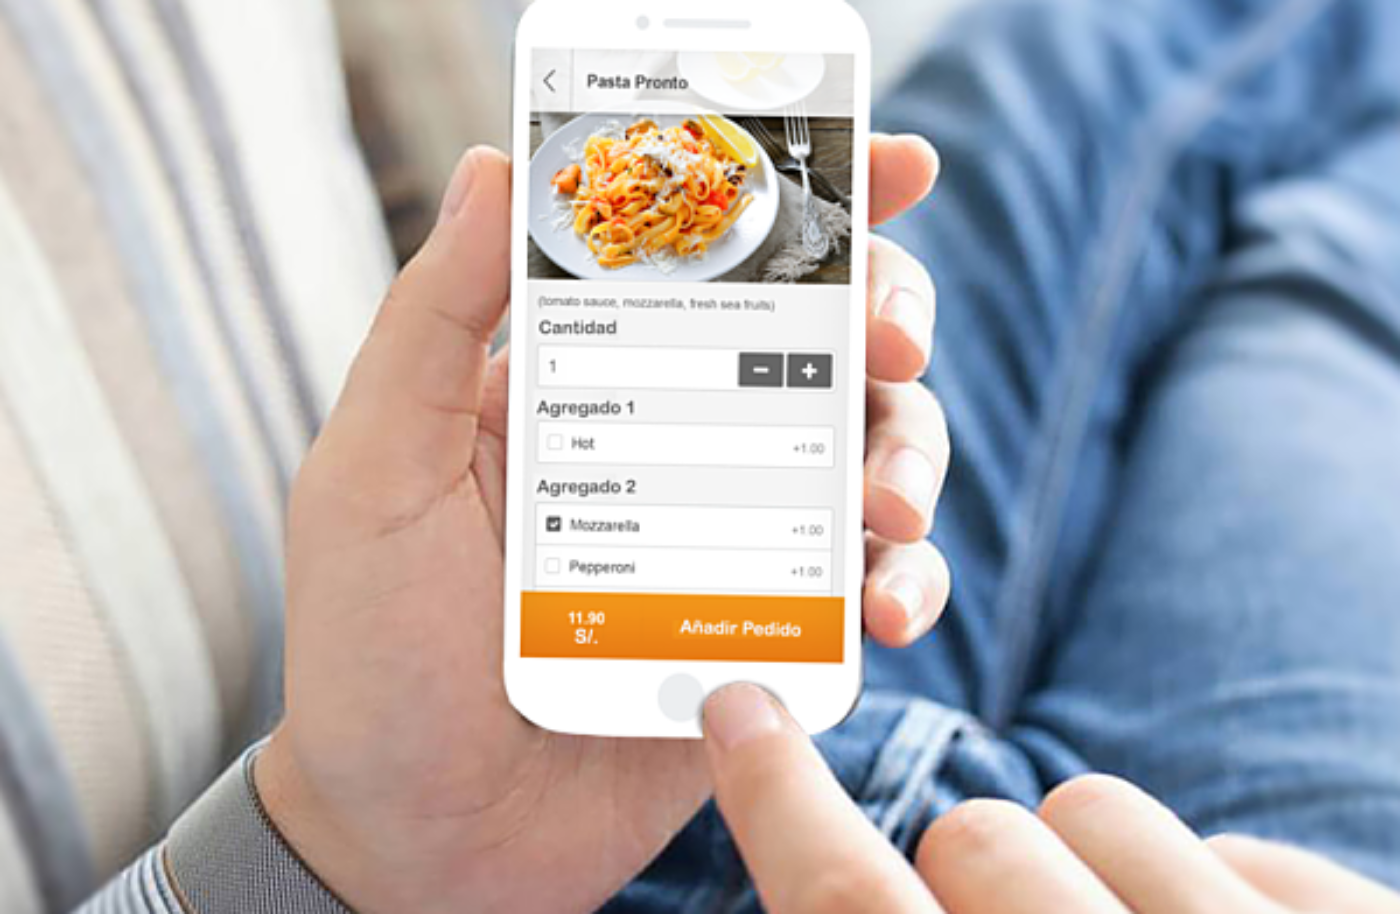 Pasta Pronto
(tomato sauce, mozzarella, fresh sea fruits)
Cantidad
1
Agregado 1
Hot +1.00
Agregado 2
Mozzarella +1.00
Pepperoni +1.00
11.90
S/.
Añadir Pedido